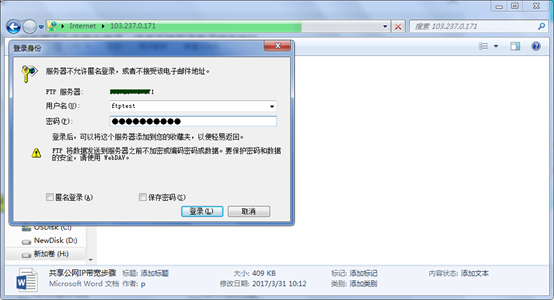 Internet ▸ 103.237.0.171
搜索 103.237.0.171
登录身份
服务器不允许匿名登录，或者不接受该电子邮件地址。
FTP 服务器:
用户名(U): ftptest
密码(P): ●●●●●●●●●●
登录后，可以将这个服务器添加到您的收藏夹，以便轻易返回。
FTP 将数据发送到服务器之前不加密或编码密码或数据。要保护密码和数据
的安全，请使用 WebDAV。
匿名登录(A) 保存密码(S)
登录(L) 取消
OSDisk (C:)
NewDisk (D:)
新加卷 (H:)
共享公网IP带宽步骤 标题: 添加标题 大小: 409 KB 标记: 添加标记 内容状态: 添加文本
Microsoft Word 文档 作者: p 修改日期: 2017/3/31 10:12 类别: 添加类别